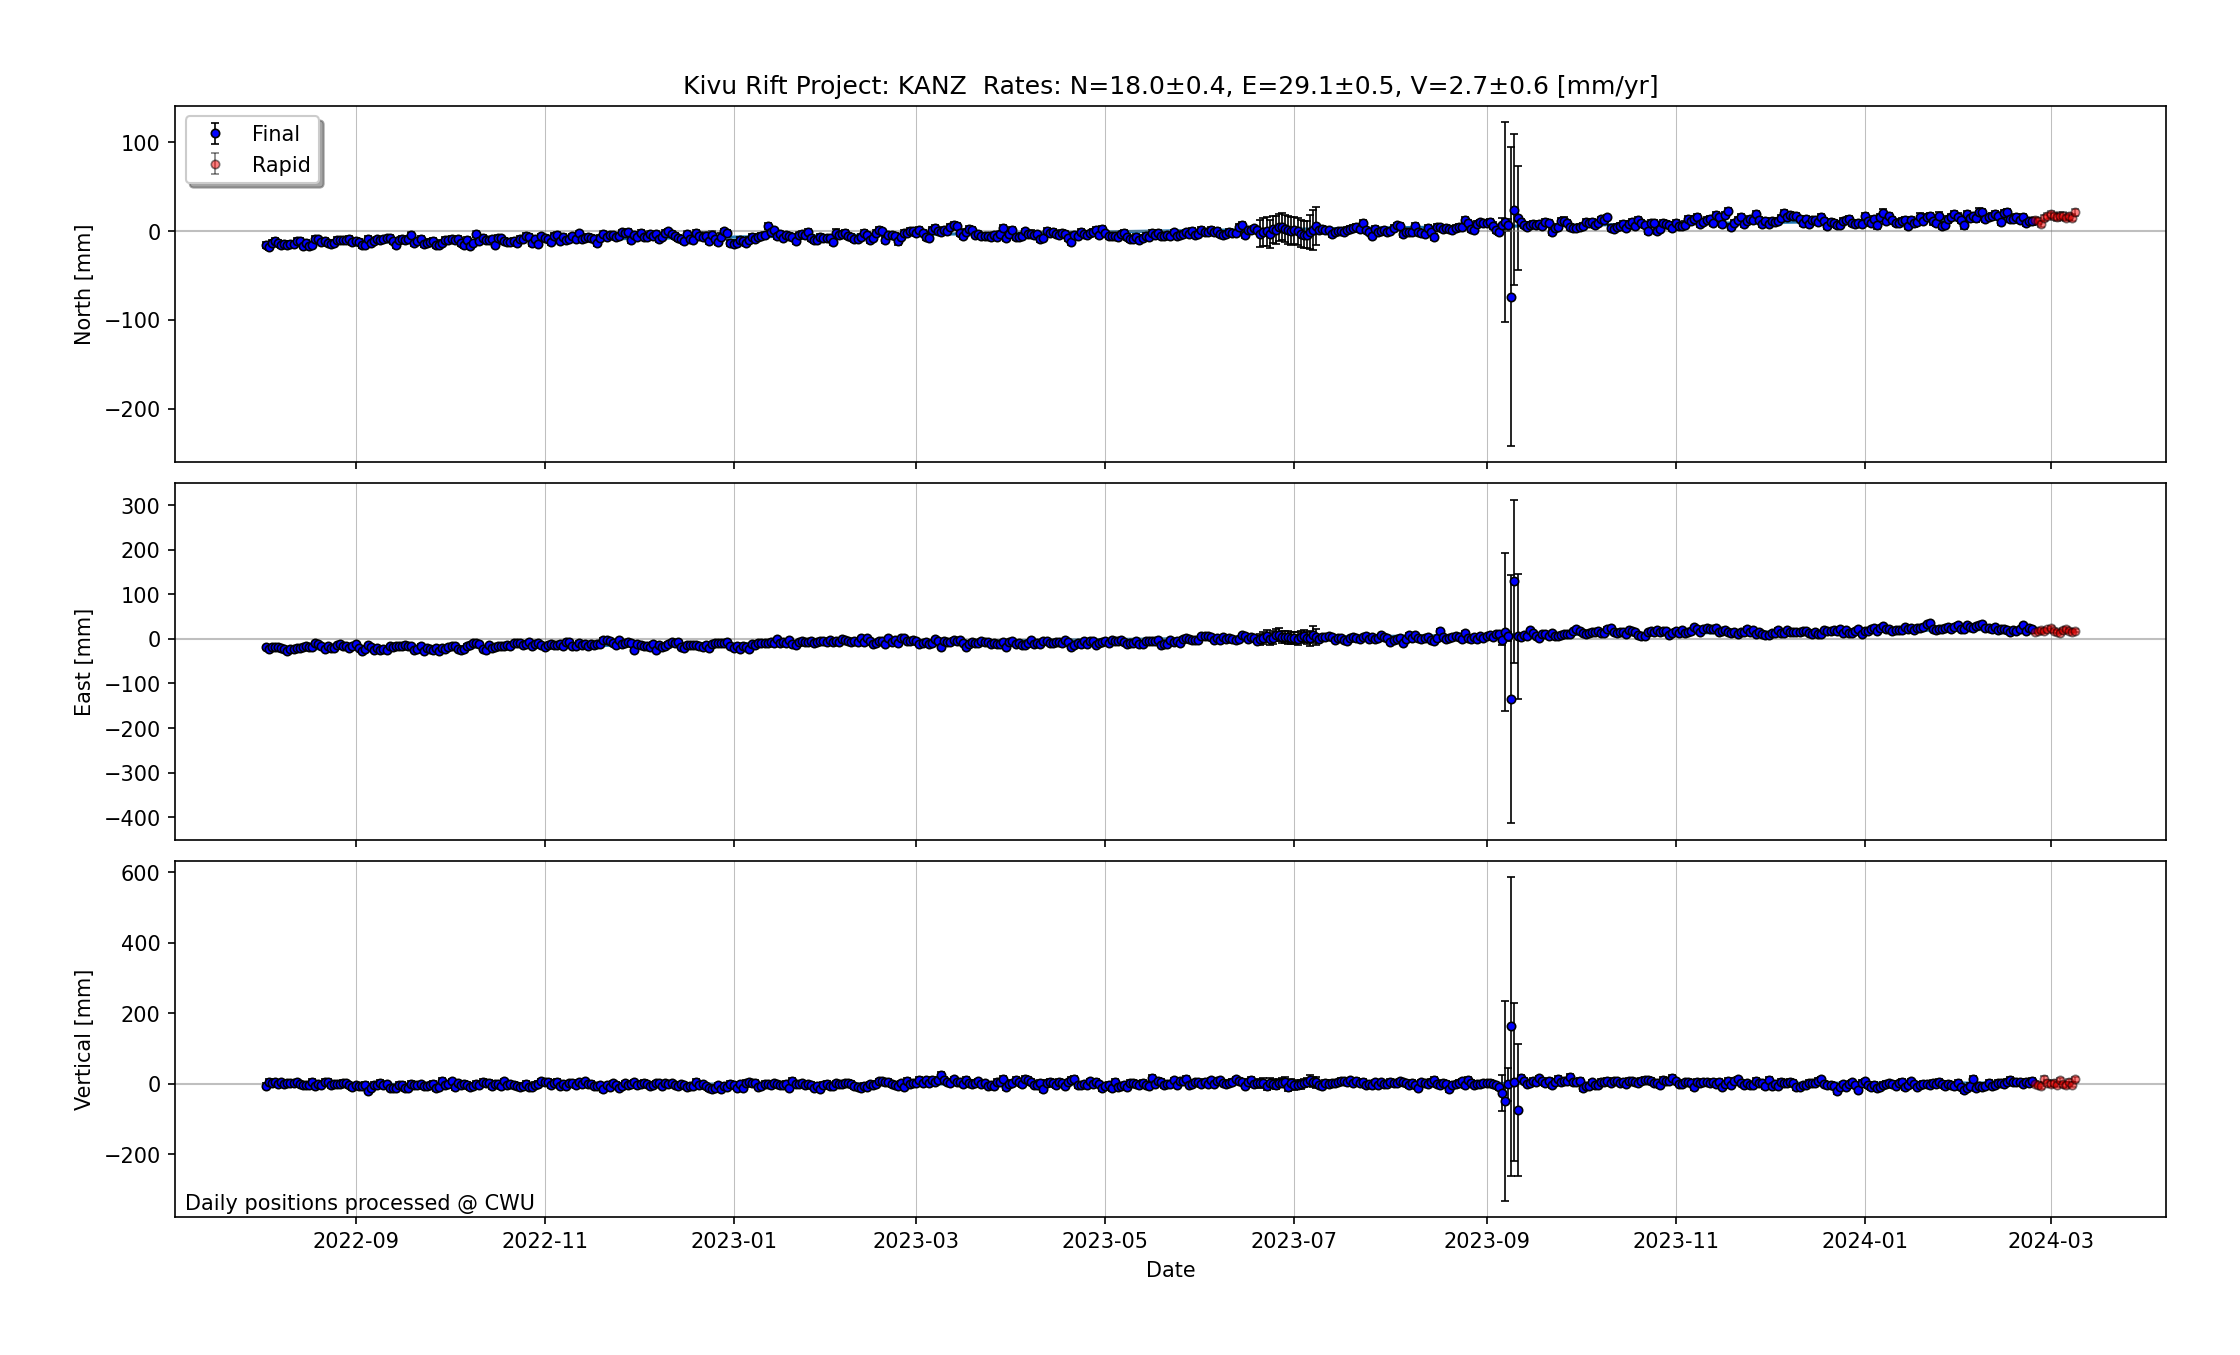 Kivu Rift Project: KANZ  Rates: N=18.0±0.4, E=29.1±0.5, V=2.7±0.6 [mm/yr]
Final
Rapid
North [mm]
100
0
−100
−200
East [mm]
300
200
100
0
−100
−200
−300
−400
Vertical [mm]
600
400
200
0
−200
Daily positions processed @ CWU
2022-09 2022-11 2023-01 2023-03 2023-05 2023-07 2023-09 2023-11 2024-01 2024-03
Date